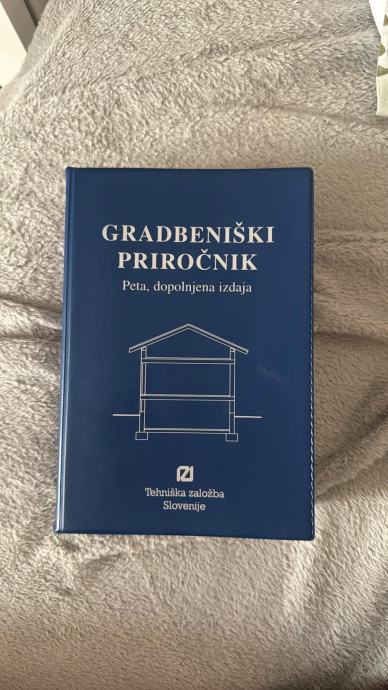 GRADBENIŠKI
PRIROČNIK
Peta, dopolnjena izdaja
Tehniška založba
Slovenije